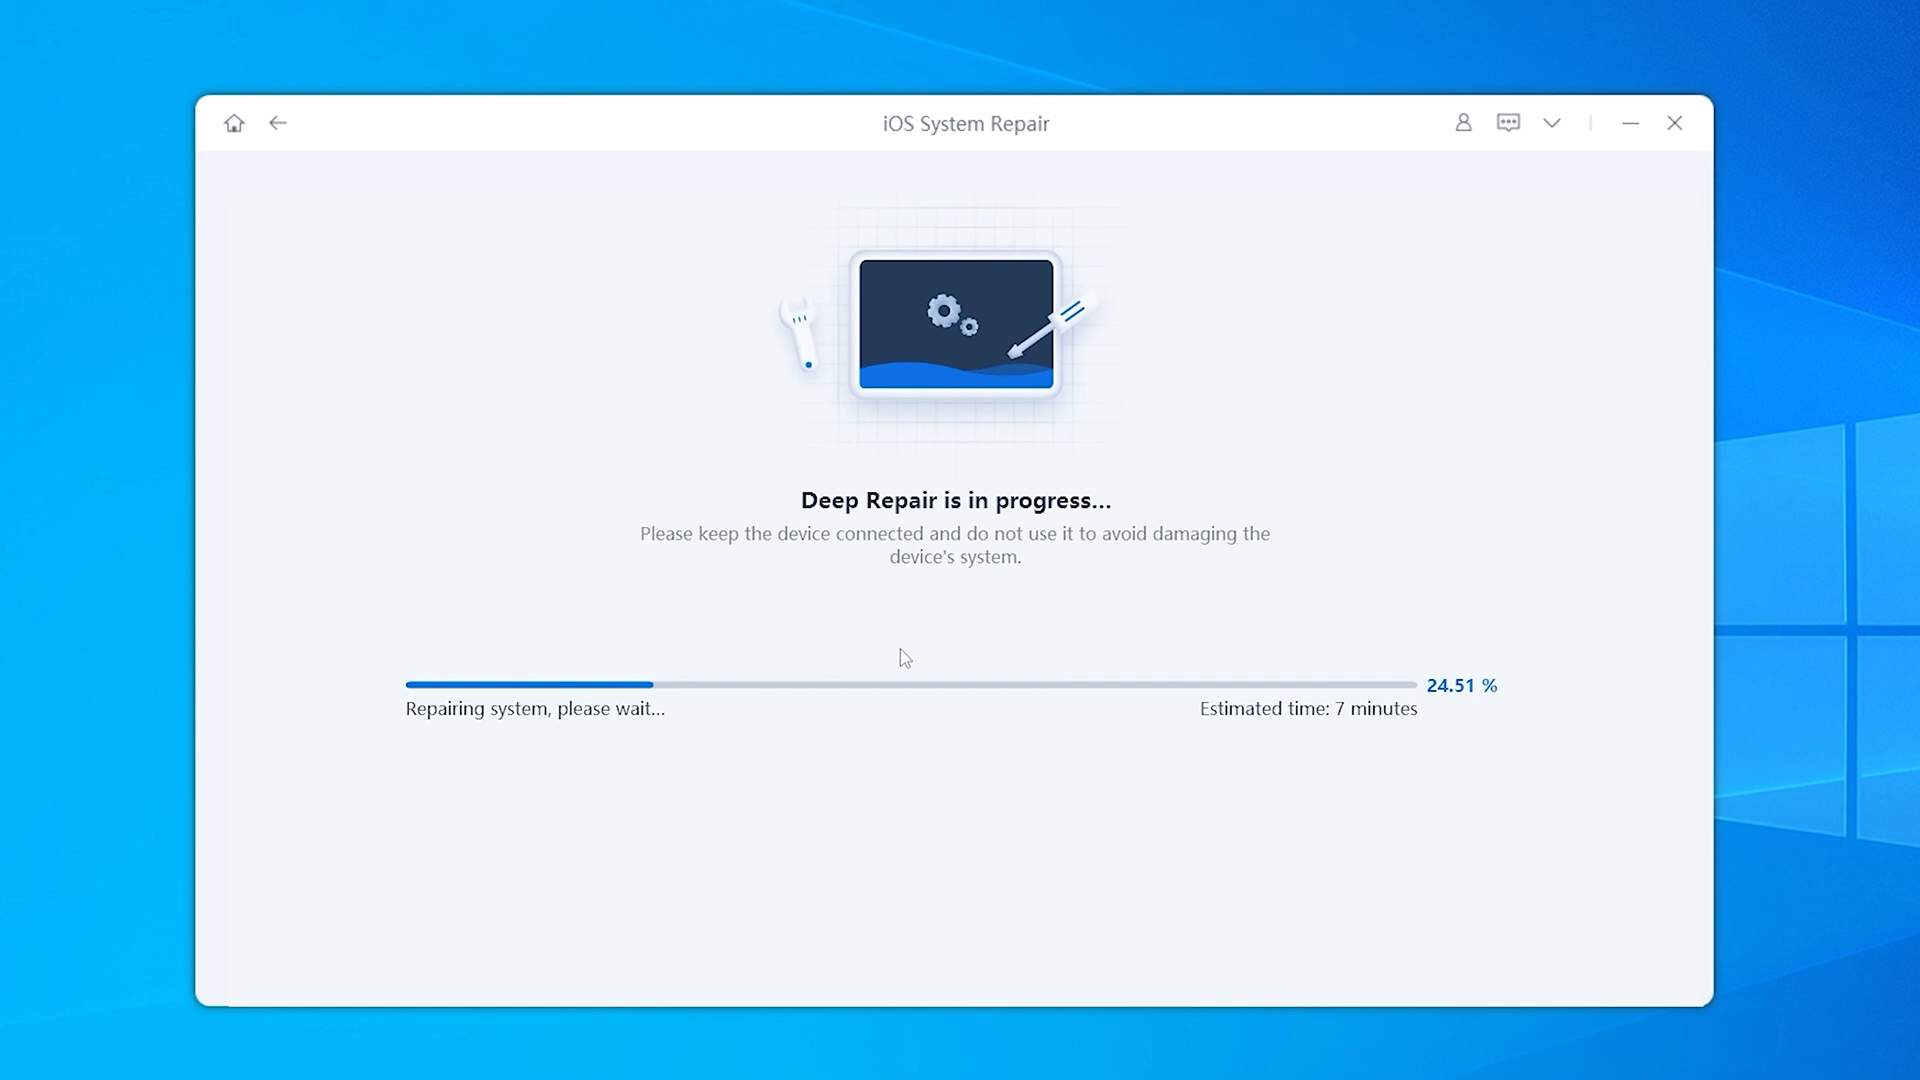 iOS System Repair
Deep Repair is in progress...
Please keep the device connected and do not use it to avoid damaging the
device's system.
24.51 %
Repairing system, please wait...
Estimated time: 7 minutes